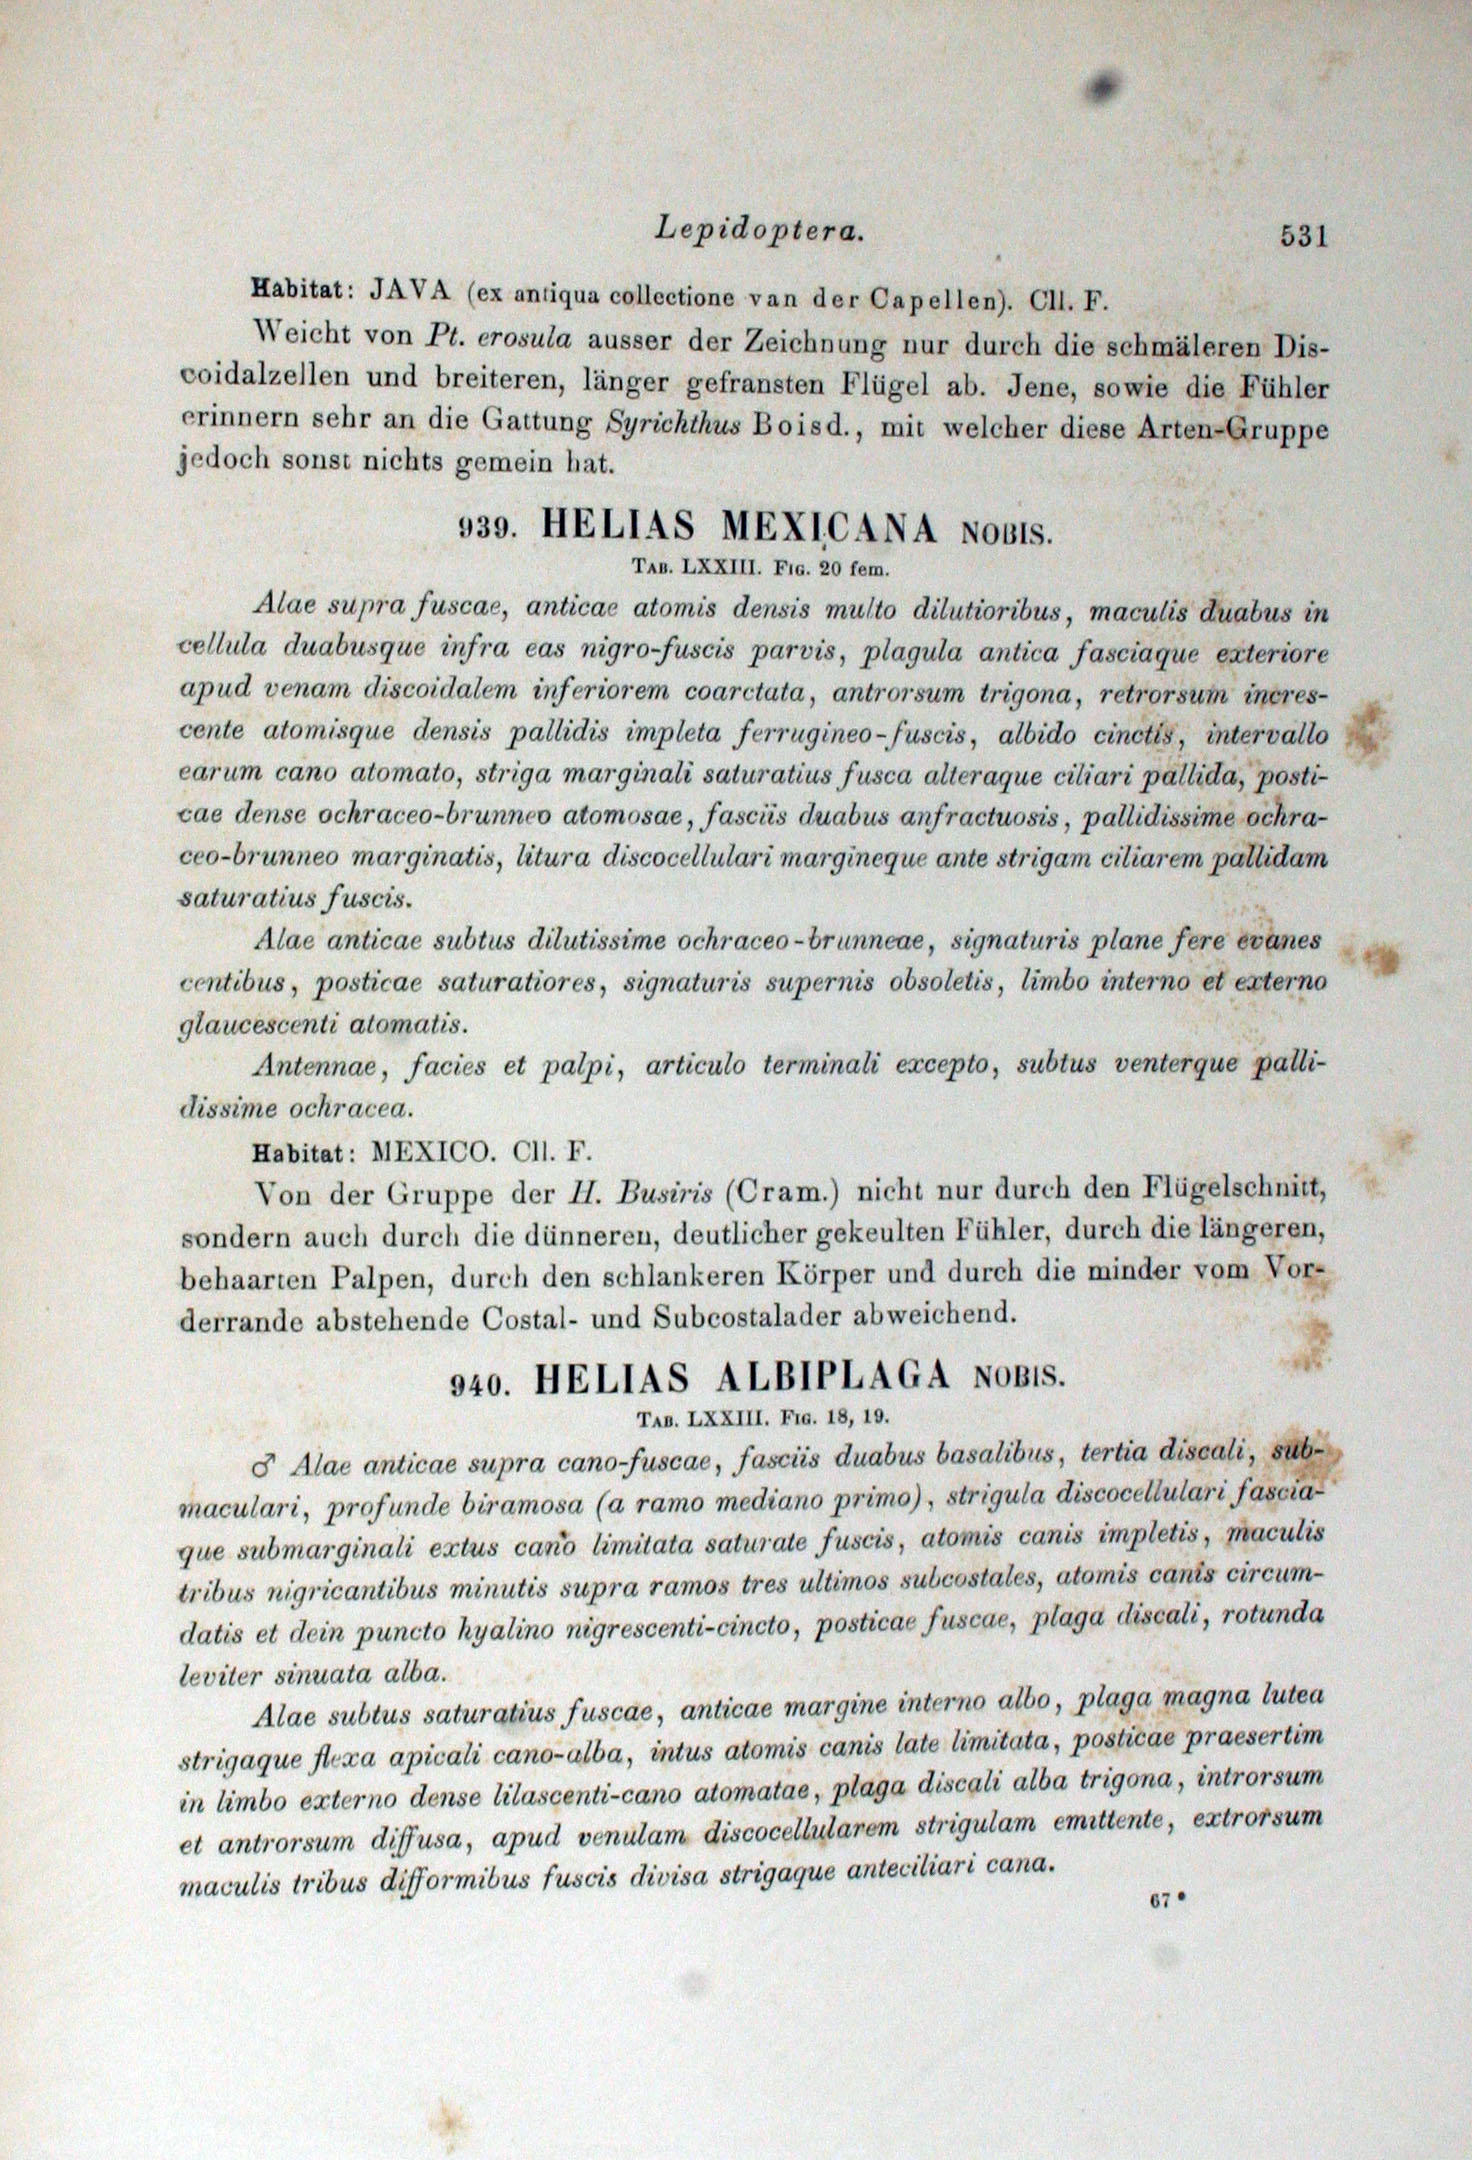 Lepidoptera. 531
Habitat: JAVA (ex antiqua collectione van der Capellen). Cll. F.
Weicht von Pt. erosula ausser der Zeichnung nur durch die schmäleren Dis-
coidalzellen und breiteren, länger gefransten Flügel ab. Jene, sowie die Fühler
erinnern sehr an die Gattung Syrichthus Boisd., mit welcher diese Arten-Gruppe
jedoch sonst nichts gemein hat.
939. HELIAS MEXICANA NOBIS.
TAB. LXXIII. FIG. 20 fem.
Alae supra fuscae, anticae atomis densis multo dilutioribus, maculis duabus in
cellula duabusque infra eas nigro-fuscis parvis, plagula antica fasciaque exteriore
apud venam discoidalem inferiorem coarctata, antrorsum trigona, retrorsum incres-
cente atomisque densis pallidis impleta ferrugineo-fuscis, albido cinctis, intervallo
earum cano atomato, striga marginali saturatius fusca alteraque ciliari pallida, posti-
cae dense ochraceo-brunneo atomosae, fasciis duabus anfractuosis, pallidissime ochra-
ceo-brunneo marginatis, litura discocellulari margineque ante strigam ciliarem pallidam
saturatius fuscis.
Alae anticae subtus dilutissime ochraceo-brunneae, signaturis plane fere evanes
centibus, posticae saturatiores, signaturis supernis obsoletis, limbo interno et externo
glaucescenti atomatis.
Antennae, facies et palpi, articulo terminali excepto, subtus venterque palli-
dissime ochracea.
Habitat: MEXICO. Cll. F.
Von der Gruppe der H. Busiris (Cram.) nicht nur durch den Flügelschnitt,
sondern auch durch die dünneren, deutlicher gekeulten Fühler, durch die längeren,
behaarten Palpen, durch den schlankeren Körper und durch die minder vom Vor-
derrande abstehende Costal- und Subcostalader abweichend.
940. HELIAS ALBIPLAGA NOBIS.
TAB. LXXIII. FIG. 18, 19.
♂ Alae anticae supra cano-fuscae, fasciis duabus basalibus, tertia discali, sub-
maculari, profunde biramosa (a ramo mediano primo), strigula discocellulari fascia-
que submarginali extus cano limitata saturate fuscis, atomis canis impletis, maculis
tribus nigricantibus minutis supra ramos tres ultimos subcostales, atomis canis circum-
datis et dein puncto hyalino nigrescenti-cincto, posticae fuscae, plaga discali, rotunda
leviter sinuata alba.
Alae subtus saturatius fuscae, anticae margine interno albo, plaga magna lutea
strigaque flexa apicali cano-alba, intus atomis canis late limitata, posticae praesertim
in limbo externo dense lilascenti-cano atomatae, plaga discali alba trigona, introrsum
et antrorsum diffusa, apud venulam discocellularem strigulam emittente, extrorsum
maculis tribus difformibus fuscis divisa strigaque anteciliari cana.
67*